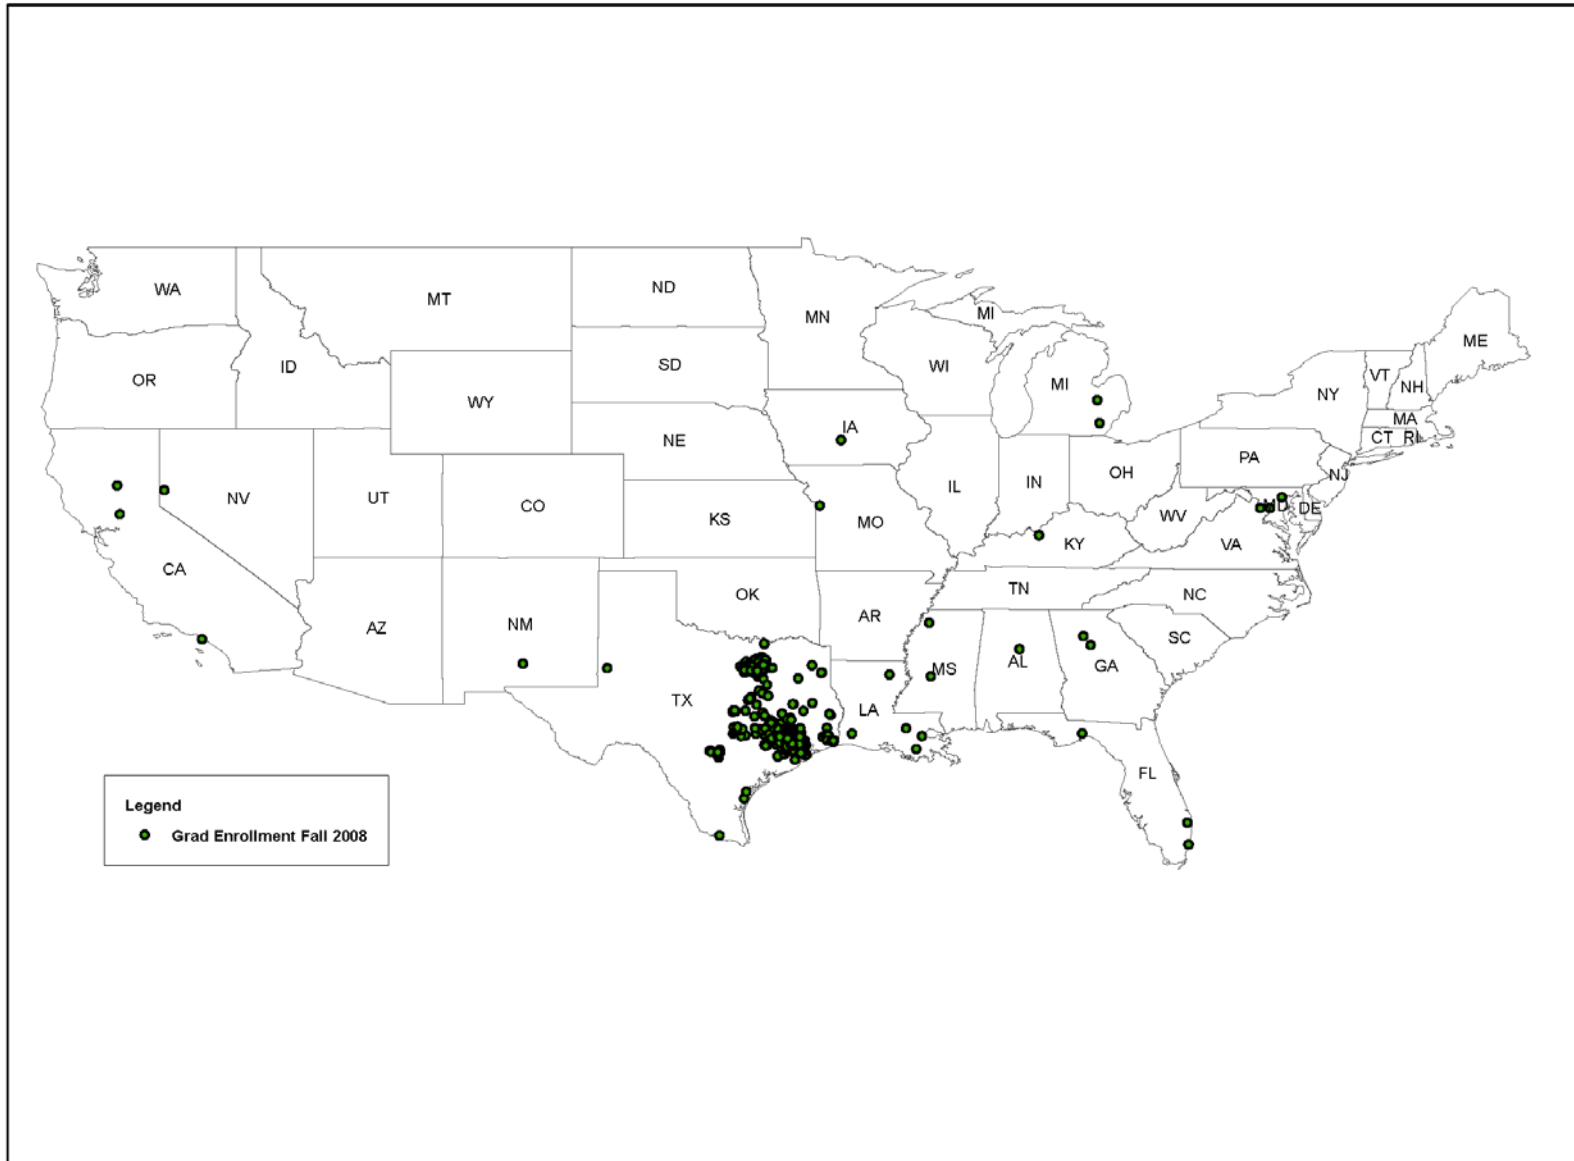 WA
MT
ND
MN
MI
ME
OR
ID
SD
WI
MI
VT
NH
NY
WY
MA
NE
IA
CT
RI
PA
NV
UT
CO
IL
IN
OH
NJ
KS
MO
WV
MD
DE
CA
KY
VA
AZ
NM
OK
AR
TN
NC
TX
LA
MS
AL
GA
SC
FL
Legend
Grad Enrollment Fall 2008